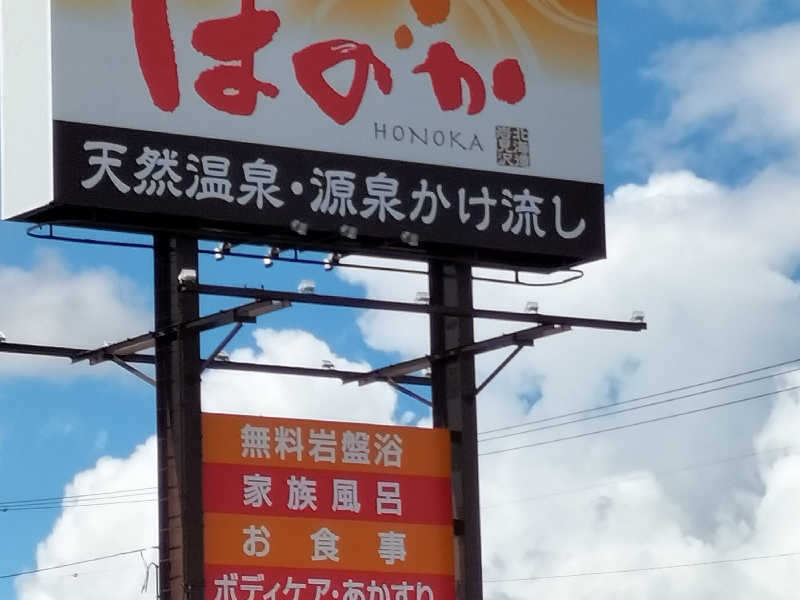 ほのか
HONOKA
天然温泉・源泉かけ流し
無料岩盤浴
家族風呂
お食事
ボディケア・あかすり